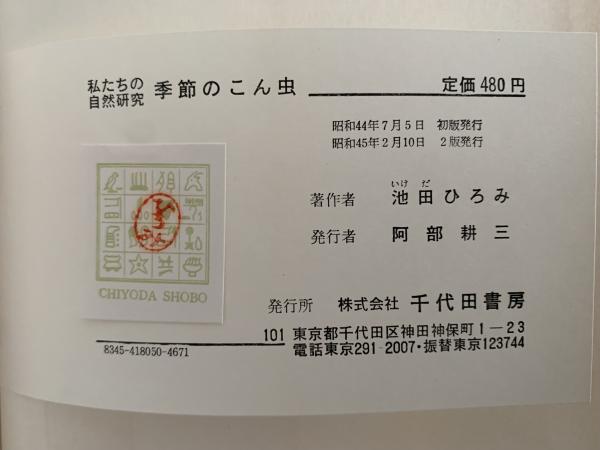 私たちの
自然研究 季節のこん虫 定価480円
昭和44年7月5日 初版発行
昭和45年2月10日 2版発行
いけ だ
著作者 池田ひろみ
発行者 阿部耕三
CHIYODA SHOBO
発行所 株式会社 千代田書房
101 東京都千代田区神田神保町1―23
電話東京291-2007・振替東京123744
8345-418050-4671